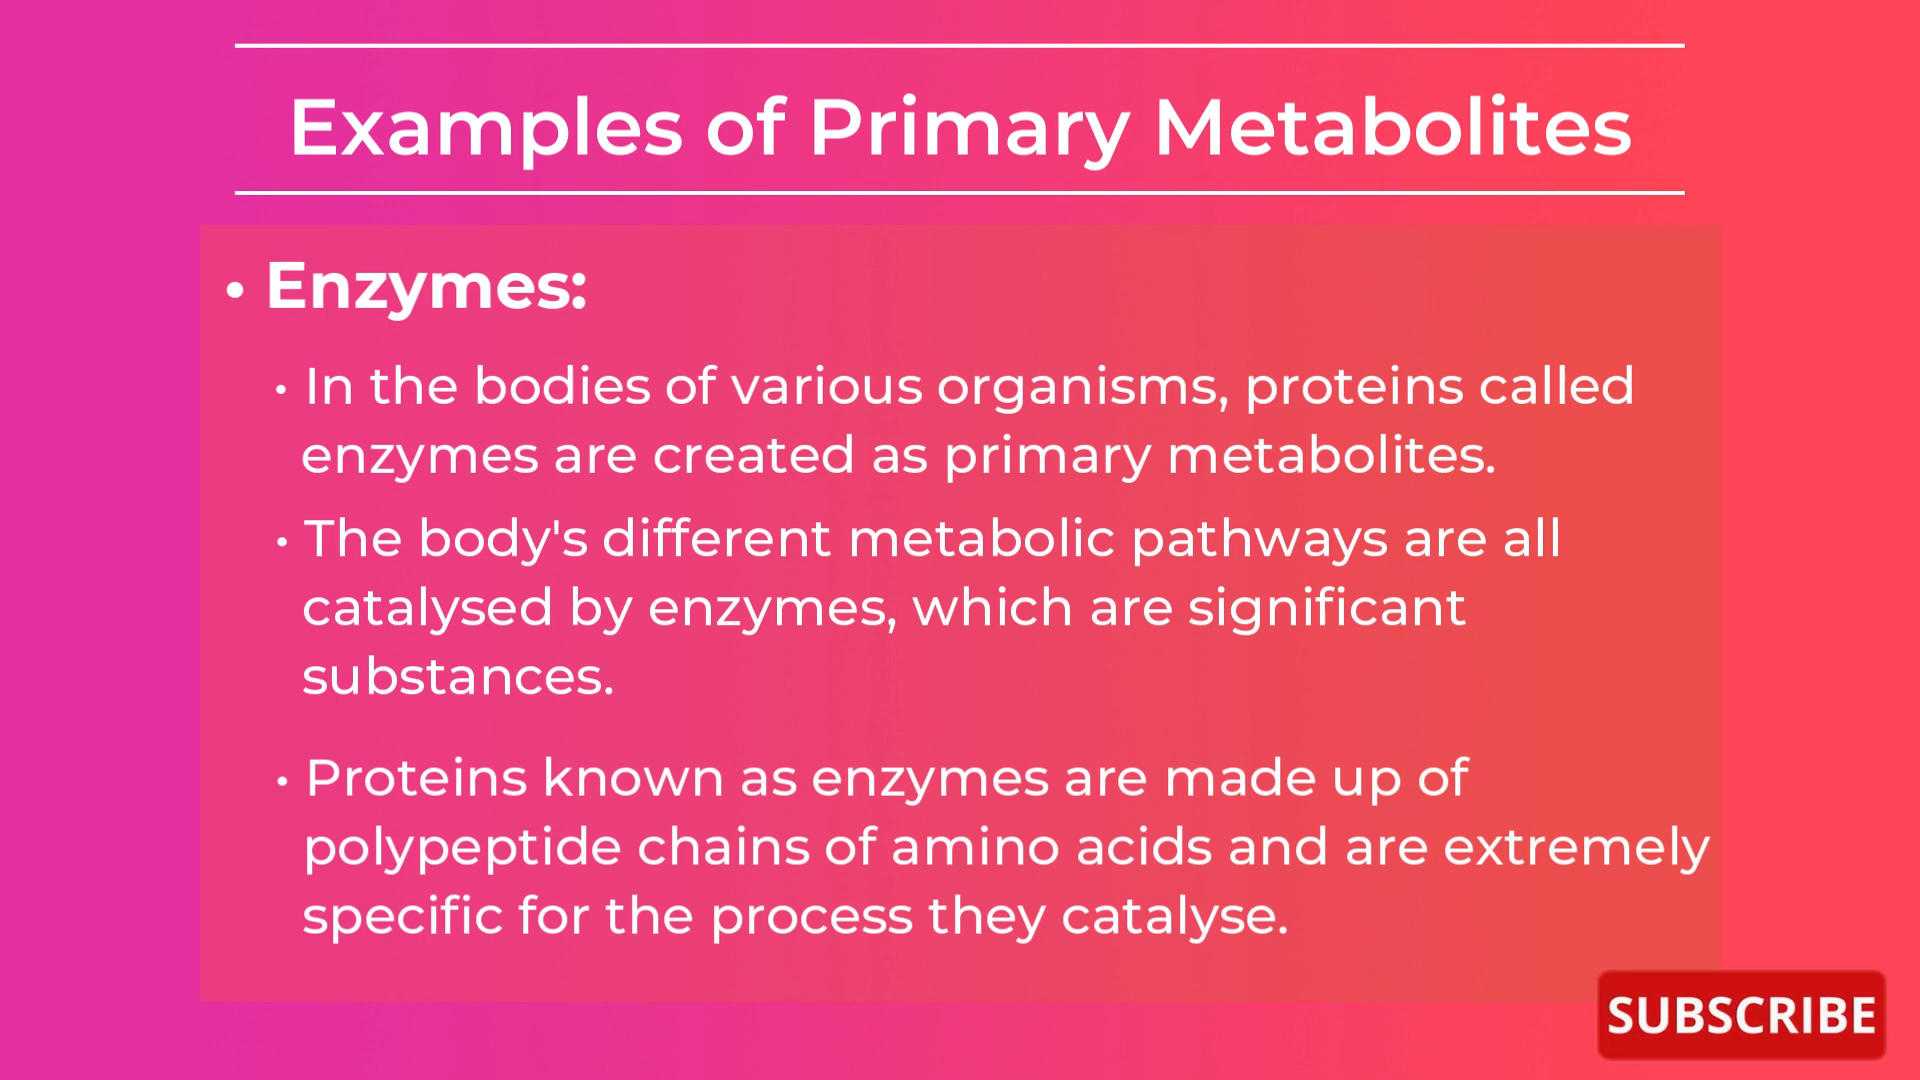 Examples of Primary Metabolites
• Enzymes:
• In the bodies of various organisms, proteins called
enzymes are created as primary metabolites.
• The body's different metabolic pathways are all
catalysed by enzymes, which are significant
substances.
• Proteins known as enzymes are made up of
polypeptide chains of amino acids and are extremely
specific for the process they catalyse.
SUBSCRIBE